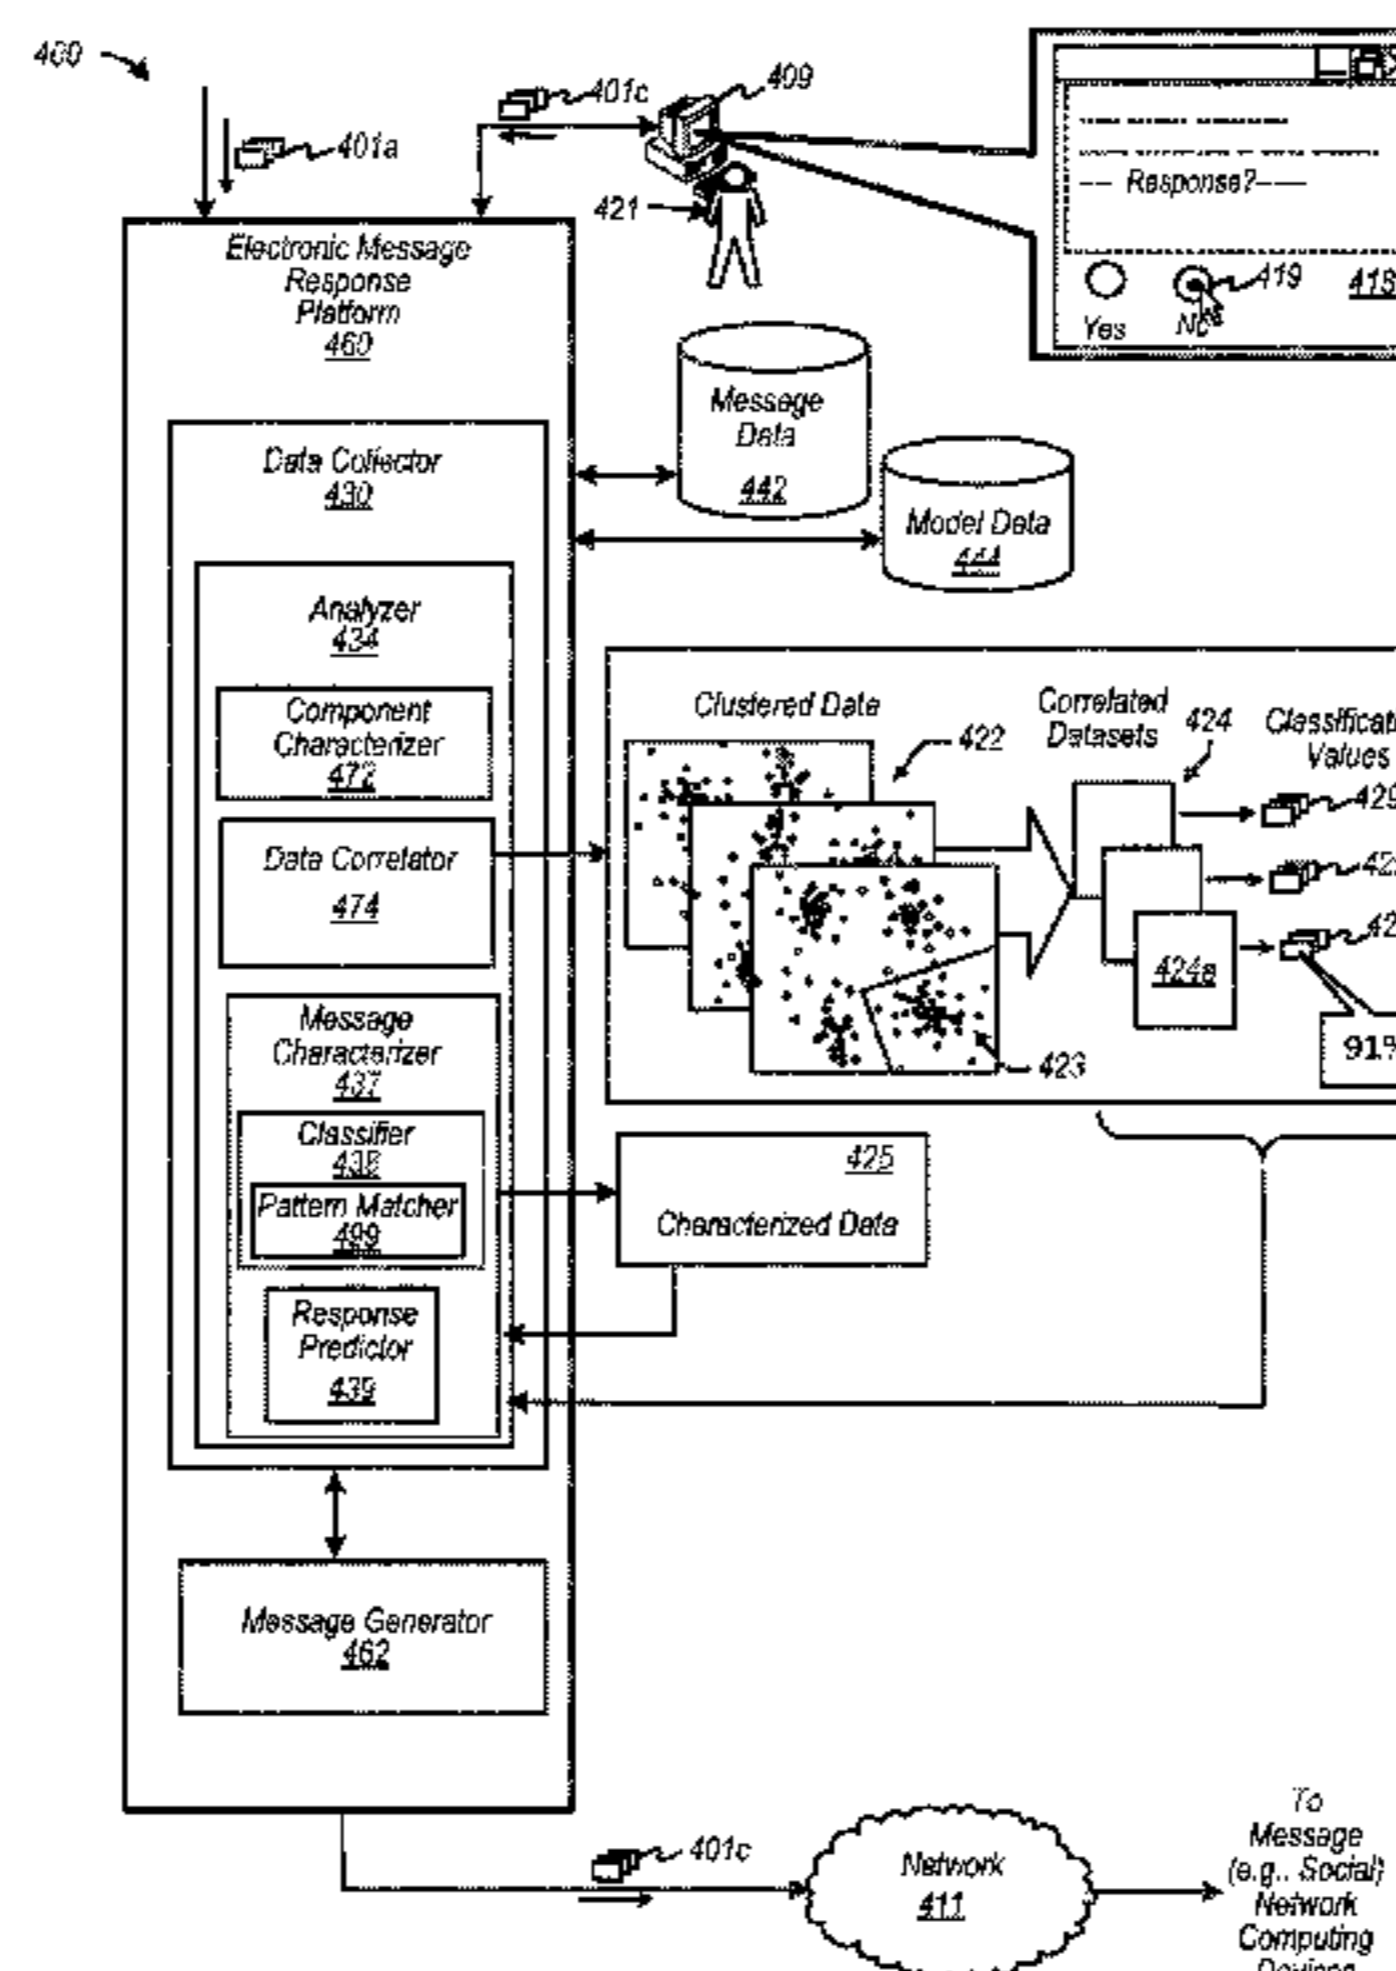 400
401a
401c
409
421
Response?
419
Yes
No
Electronic Message
Response
Platform
460
Message
Data
442
Data Collector
430
Model Data
444
Analyzer
434
Component
Characterizer
472
Clustered Data
422
Correlated
Datasets
424
Values
Data Correlator
474
424a
423
Message
Characterizer
437
Classifier
438
Pattern Matcher
499
425
Characterized Data
Response
Predictor
439
Message Generator
462
401c
Network
411
To
Message
(e.g., Social)
Network
Computing